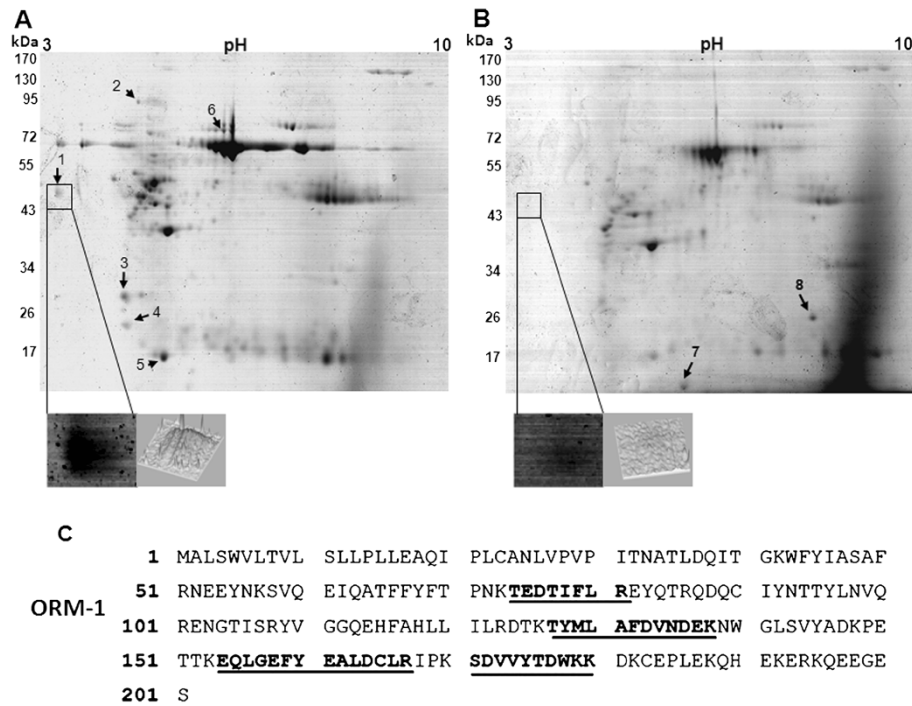 A
B
kDa 3 pH 10
kDa 3 pH 10
170
130
95
72
55
43
34
26
17
1
2
3
4
5
6
170
130
95
72
55
43
34
26
17
7
8
C
ORM-1
1 MALSWVLTVL SLLPLLEAQI PLCANLVPVP ITNATLDQIT GKWFYIASAF
51 RNEEYNKSVQ EIQATFFYFT PNKTEDTIFL REYQTRQDQC IYNTTYLNVQ
101 RENGTISRYV GGQEHFAHLL ILRDTKTYML AFDVNDEKNW GLSVYADKPE
151 TTKEQLGEFY EALDCLRIPK SDVVYTDWKK DKCEPLEKQH EKERKQEEGE
201 S